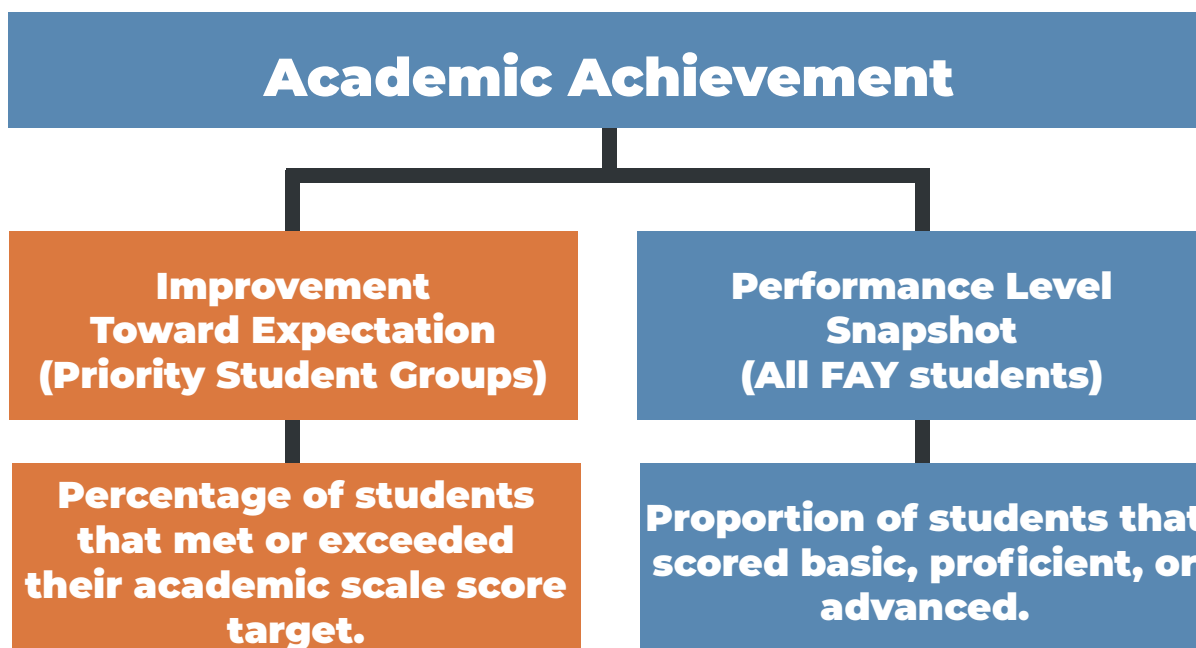 Academic Achievement
Improvement
Toward Expectation
(Priority Student Groups)
Performance Level
Snapshot
(All FAY students)
Percentage of students
that met or exceeded
their academic scale score
target.
Proportion of students that
scored basic, proficient, or
advanced.